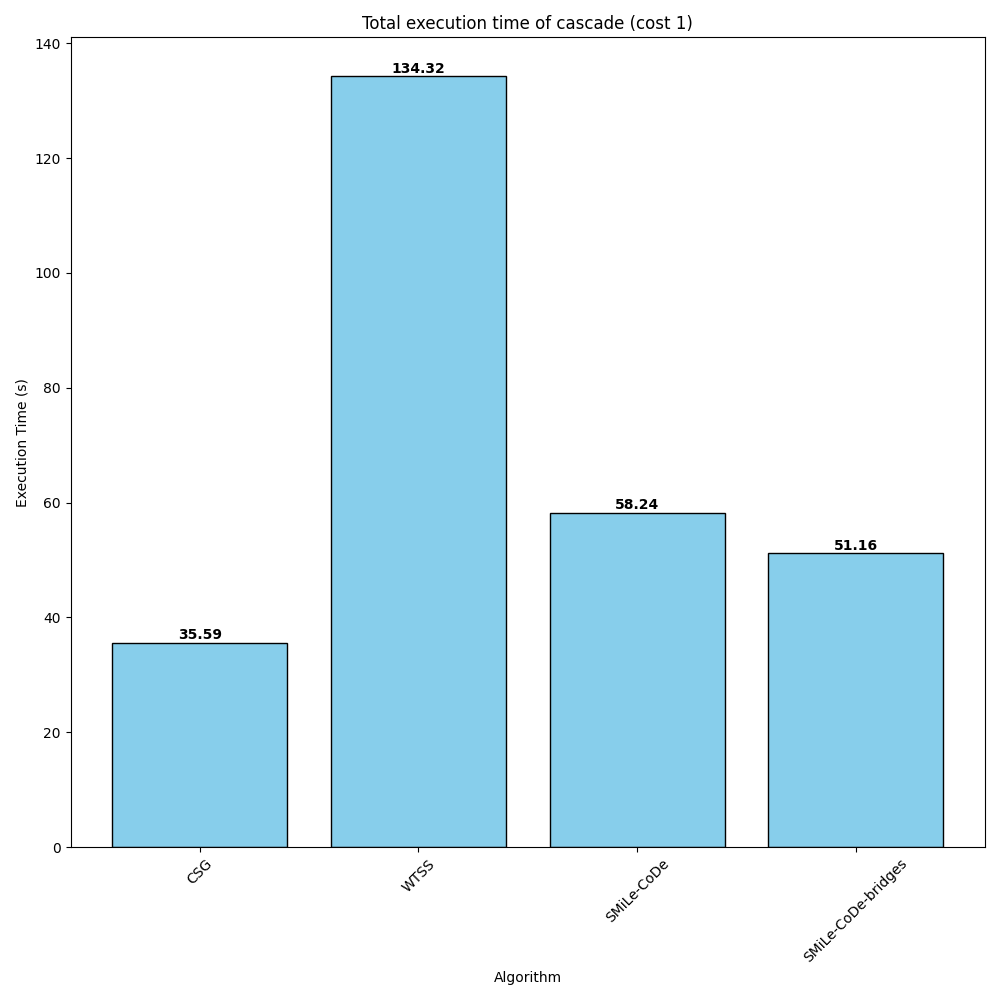 Total execution time of cascade (cost 1)
Execution Time (s)
140
120
100
80
60
40
20
0
134.32
58.24
51.16
35.59
CSG
WTSS
SMiLe-CoDe
SMiLe-CoDe-bridges
Algorithm